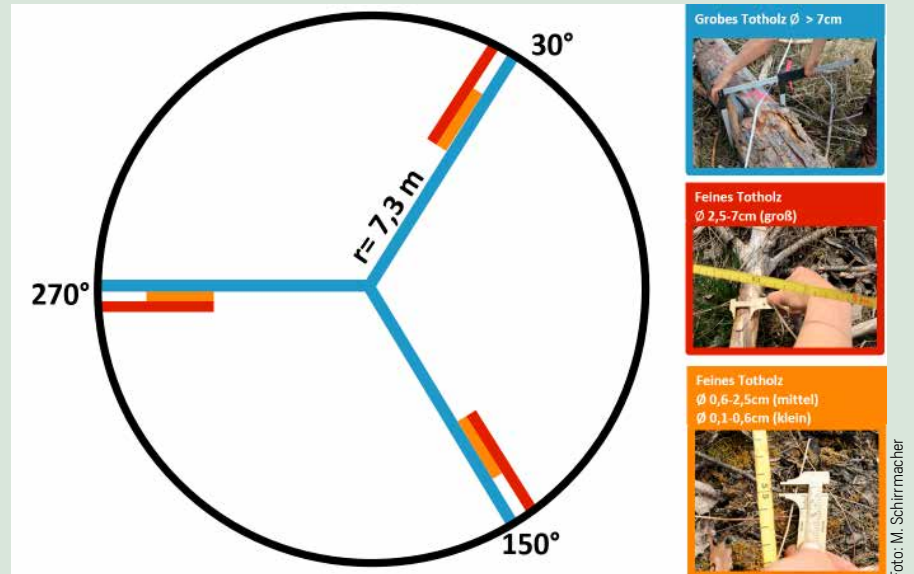 30°
r= 7,3 m
270°
150°
Grobes Totholz Ø > 7cm
Feines Totholz
Ø 2,5-7cm (groß)
Feines Totholz
Ø 0,6-2,5cm (mittel)
Ø 0,1-0,6cm (klein)
Foto: M. Schirrmacher